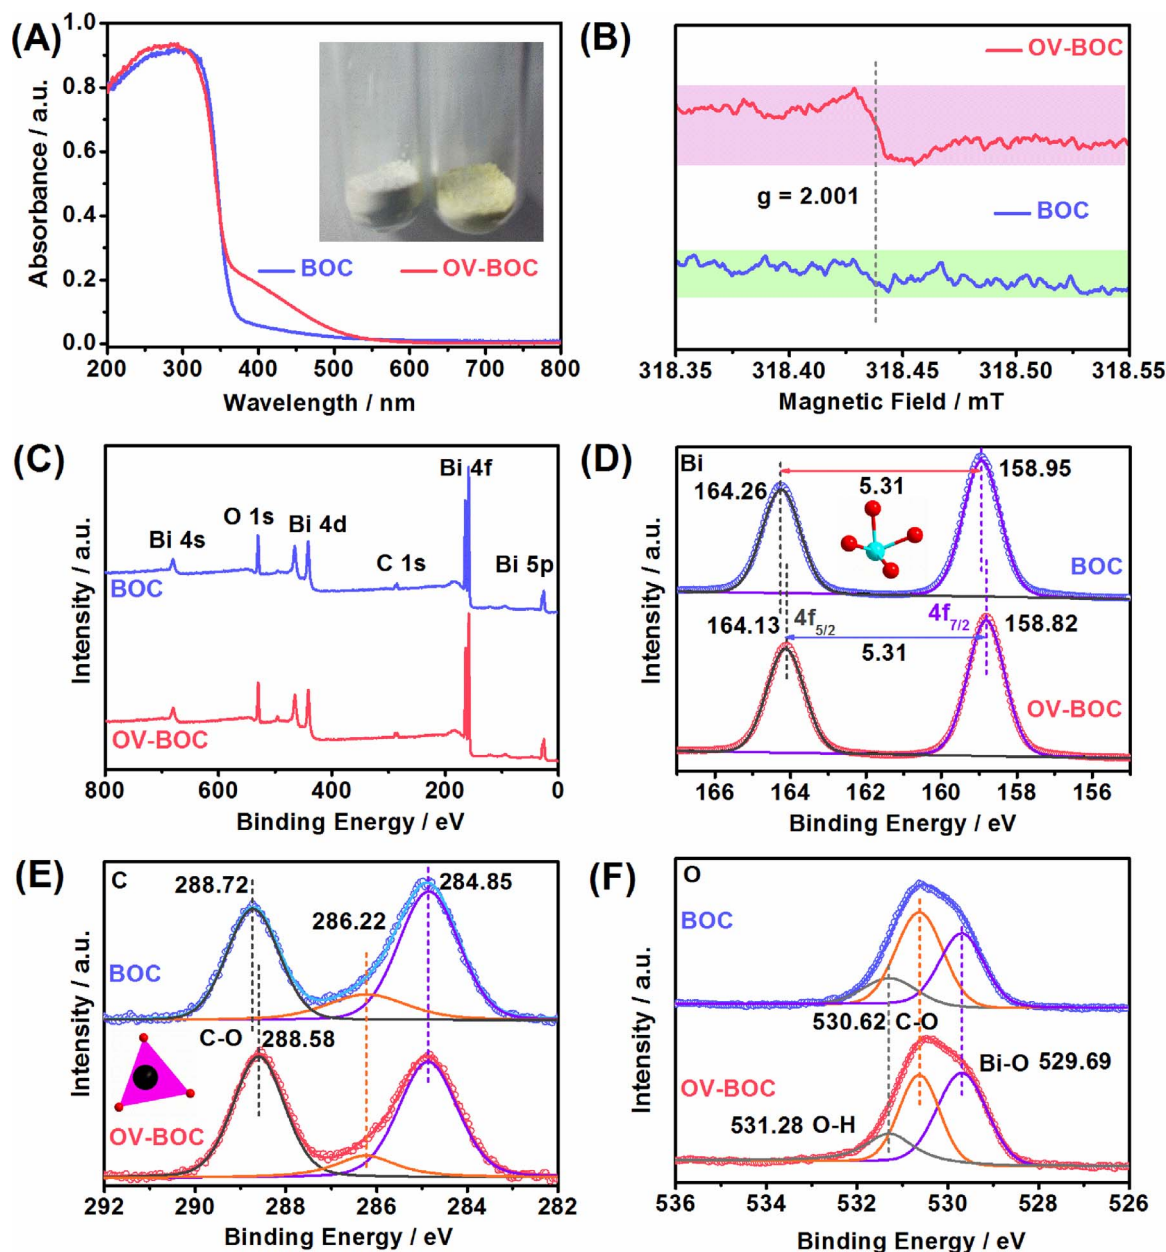 (A)
1.0
0.8
0.6
0.4
0.2
0.0
Absorbance / a.u.
BOC
OV-BOC
200 300 400 500 600 700 800
Wavelength / nm
(B)
OV-BOC
g = 2.001
BOC
318.35 318.40 318.45 318.50 318.55
Magnetic Field / mT
(C)
Intensity / a.u.
Bi 4s
O 1s
Bi 4d
C 1s
Bi 4f
Bi 5p
BOC
OV-BOC
800 600 400 200 0
Binding Energy / eV
(D)
Intensity / a.u.
Bi
164.26
5.31
158.95
BOC
164.13
4f5/2
4f7/2
158.82
5.31
OV-BOC
166 164 162 160 158 156
Binding Energy / eV
(E)
Intensity / a.u.
C
288.72
286.22
284.85
BOC
C-O
288.58
OV-BOC
292 290 288 286 284 282
Binding Energy / eV
(F)
Intensity / a.u.
O
BOC
530.62 C-O
Bi-O 529.69
OV-BOC
531.28 O-H
536 534 532 530 528 526
Binding Energy / eV